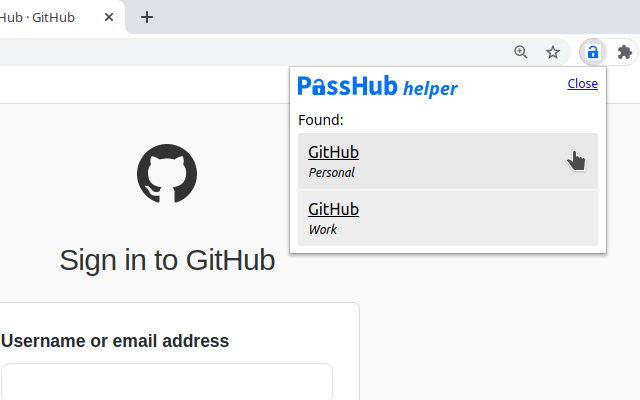 Hub · GitHub
PassHub helper
Close
Found:
GitHub
Personal
GitHub
Work
Sign in to GitHub
Username or email address